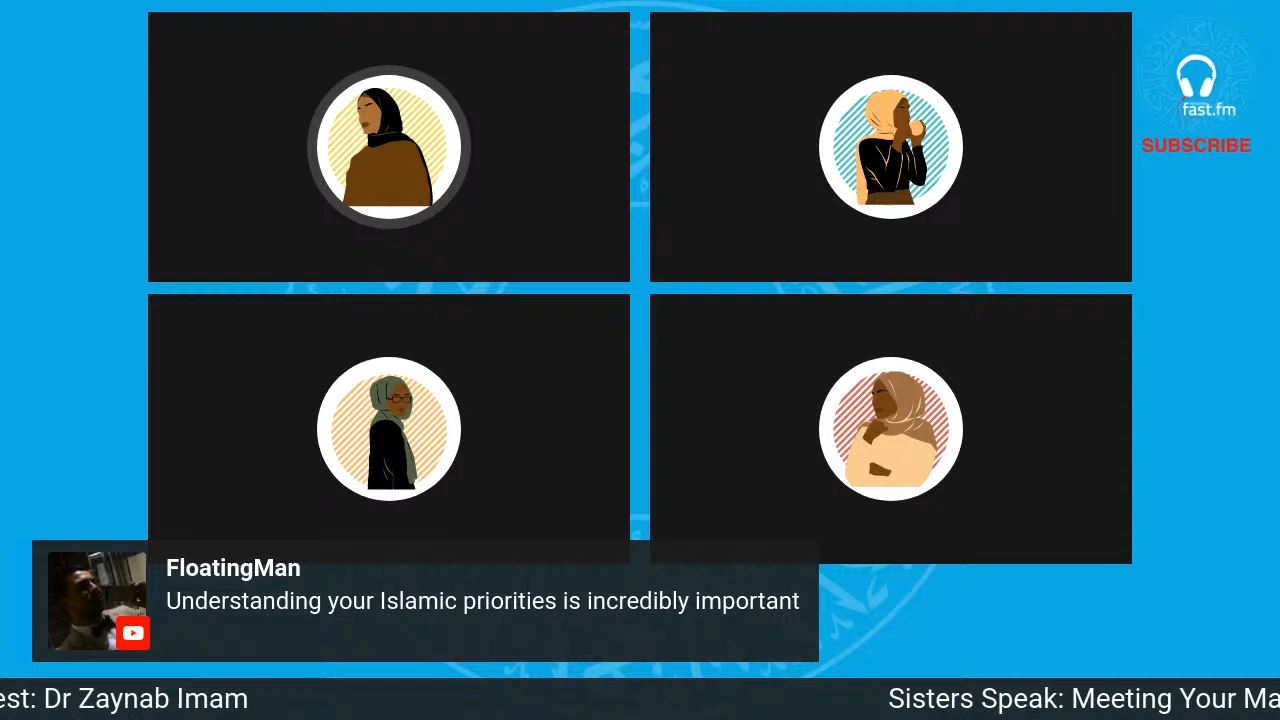 fast.fm
SUBSCRIBE
FloatingMan
Understanding your Islamic priorities is incredibly important
est: Dr Zaynab Imam
Sisters Speak: Meeting Your Ma